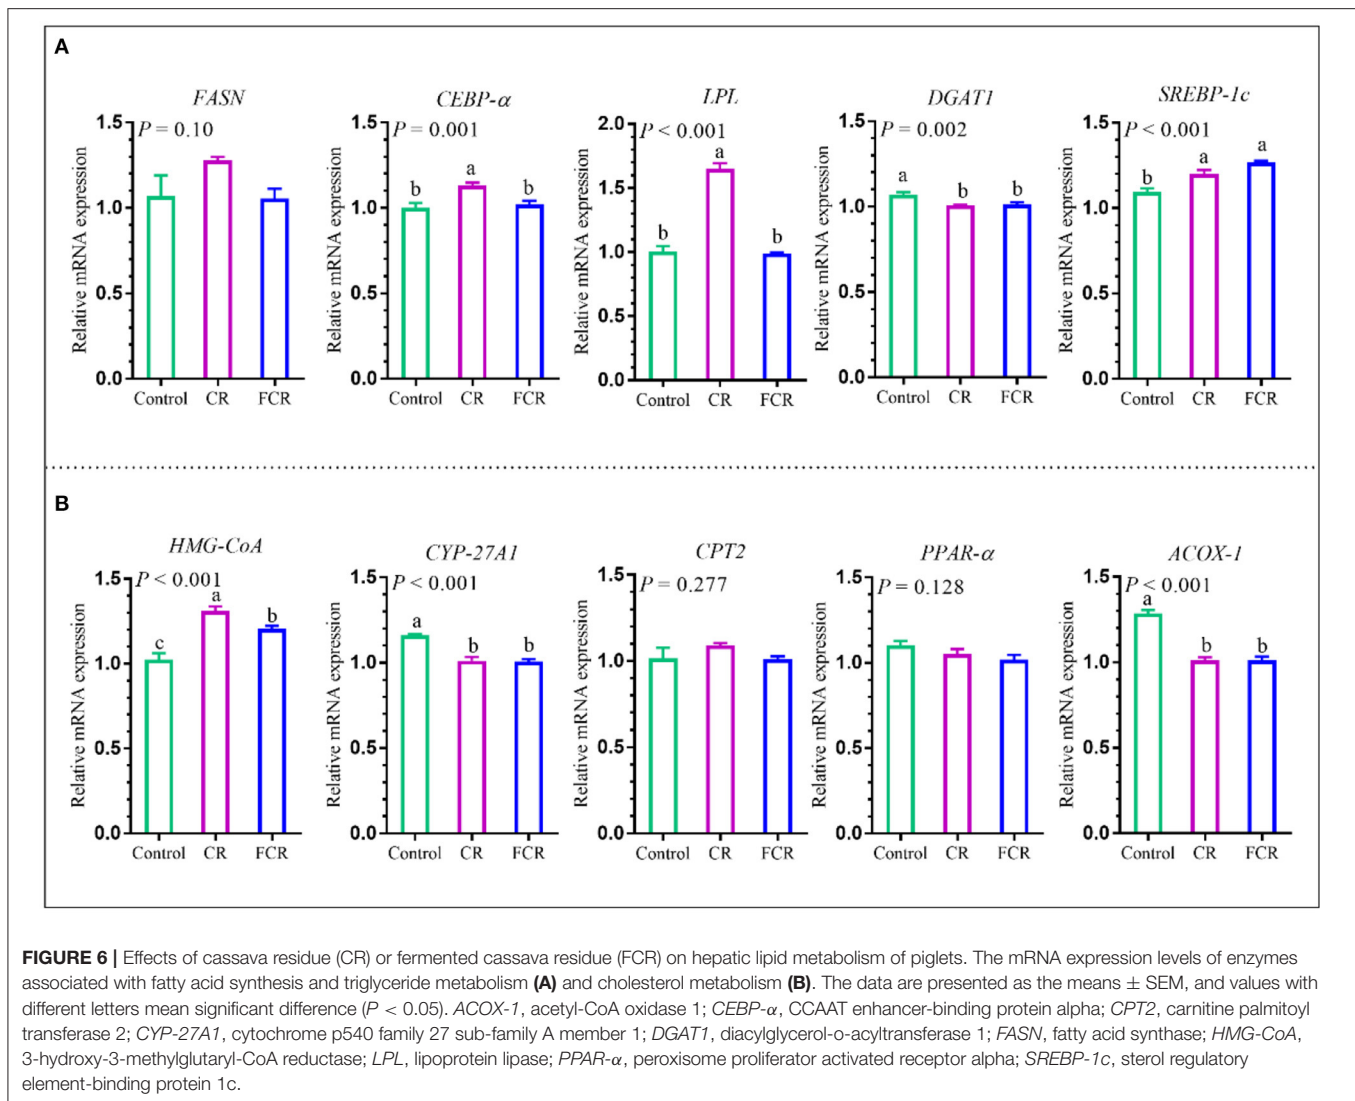 A
FASN
P = 0.10
Relative mRNA expression
1.5
1.0
0.5
0.0
Control CR FCR
CEBP-α
P = 0.001
Relative mRNA expression
1.5
1.0
0.5
0.0
b a b
Control CR FCR
LPL
P < 0.001
Relative mRNA expression
2.0
1.5
1.0
0.5
0.0
b a b
Control CR FCR
DGAT1
P = 0.002
Relative mRNA expression
1.5
1.0
0.5
0.0
a b b
Control CR FCR
SREBP-1c
P < 0.001
Relative mRNA expression
1.5
1.0
0.5
0.0
b a a
Control CR FCR
B
HMG-CoA
P < 0.001
Relative mRNA expression
1.5
1.0
0.5
0.0
c a b
Control CR FCR
CYP-27A1
P < 0.001
Relative mRNA expression
1.5
1.0
0.5
0.0
a b b
Control CR FCR
CPT2
P = 0.277
Relative mRNA expression
1.5
1.0
0.5
0.0
Control CR FCR
PPAR-α
P = 0.128
Relative mRNA expression
1.5
1.0
0.5
0.0
Control CR FCR
ACOX-1
P < 0.001
Relative mRNA expression
1.5
1.0
0.5
0.0
a b b
Control CR FCR
FIGURE 6 | Effects of cassava residue (CR) or fermented cassava residue (FCR) on hepatic lipid metabolism of piglets. The mRNA expression levels of enzymes
associated with fatty acid synthesis and triglyceride metabolism (A) and cholesterol metabolism (B). The data are presented as the means ± SEM, and values with
different letters mean significant difference (P < 0.05). ACOX-1, acetyl-CoA oxidase 1; CEBP-α, CCAAT enhancer-binding protein alpha; CPT2, carnitine palmitoyl
transferase 2; CYP-27A1, cytochrome p540 family 27 sub-family A member 1; DGAT1, diacylglycerol-o-acyltransferase 1; FASN, fatty acid synthase; HMG-CoA,
3-hydroxy-3-methylglutaryl-CoA reductase; LPL, lipoprotein lipase; PPAR-α, peroxisome proliferator activated receptor alpha; SREBP-1c, sterol regulatory
element-binding protein 1c.